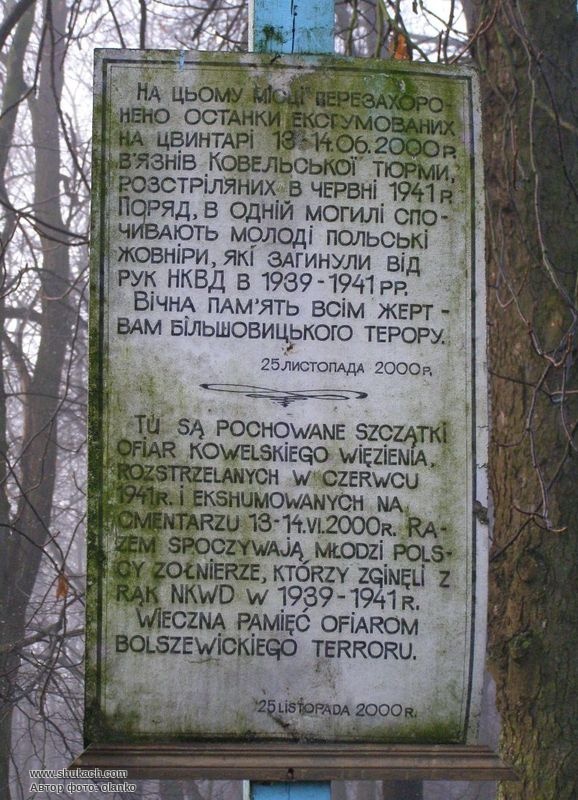 На цьому місці перезахоро-
нено останки ексгумованих
на цвинтарі 13-14.06.2000р.
в'язнів Ковельської тюрми,
розстріляних в червні 1941р.
Поряд, в одній могилі спо-
чивають молоді польські
жовніри, які загинули від
рук НКВД в 1939-1941 рр.
Вічна пам'ять всім жерт-
вам більшовицького терору.
25 листопада 2000р.
Tu są pochowane szczątki
ofiar Kowelskiego więzienia,
rozstrzelanych w czerwcu
1941r. i ekshumowanych na
cmentarzu 13-14.VI.2000r. Ra-
zem spoczywają młodzi pols-
cy żołnierze, którzy zginęli z
rąk NKWD w 1939-1941r.
Wieczna pamięć ofiarom
bolszewickiego terroru.
25 listopada 2000r.
www.shukach.com
Автор фото: olanko